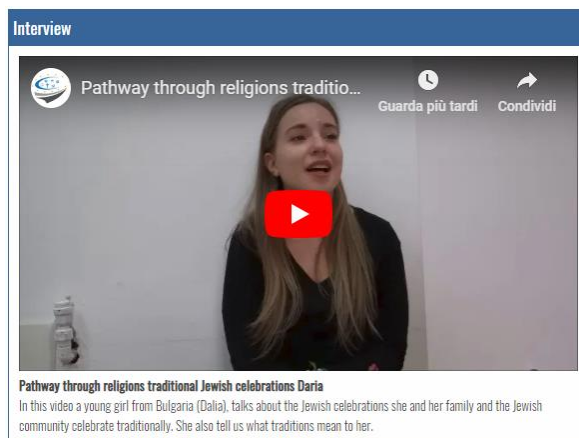 Interview
Pathway through religions traditio...
Guarda più tardi
Condividi
Pathway through religions traditional Jewish celebrations Daria
In this video a young girl from Bulgaria (Dalia), talks about the Jewish celebrations she and her family and the Jewish
community celebrate traditionally. She also tell us what traditions mean to her.